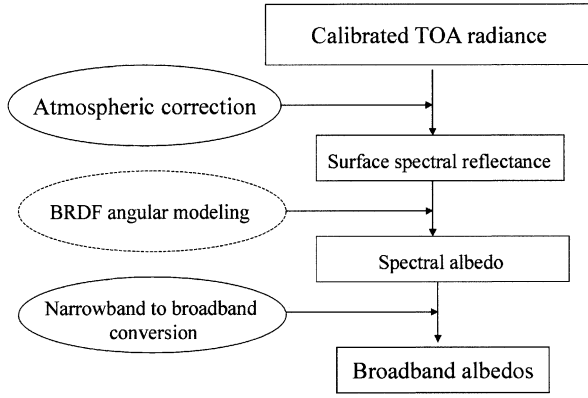 Calibrated TOA radiance
Atmospheric correction
Surface spectral reflectance
BRDF angular modeling
Spectral albedo
Narrowband to broadband
conversion
Broadband albedos